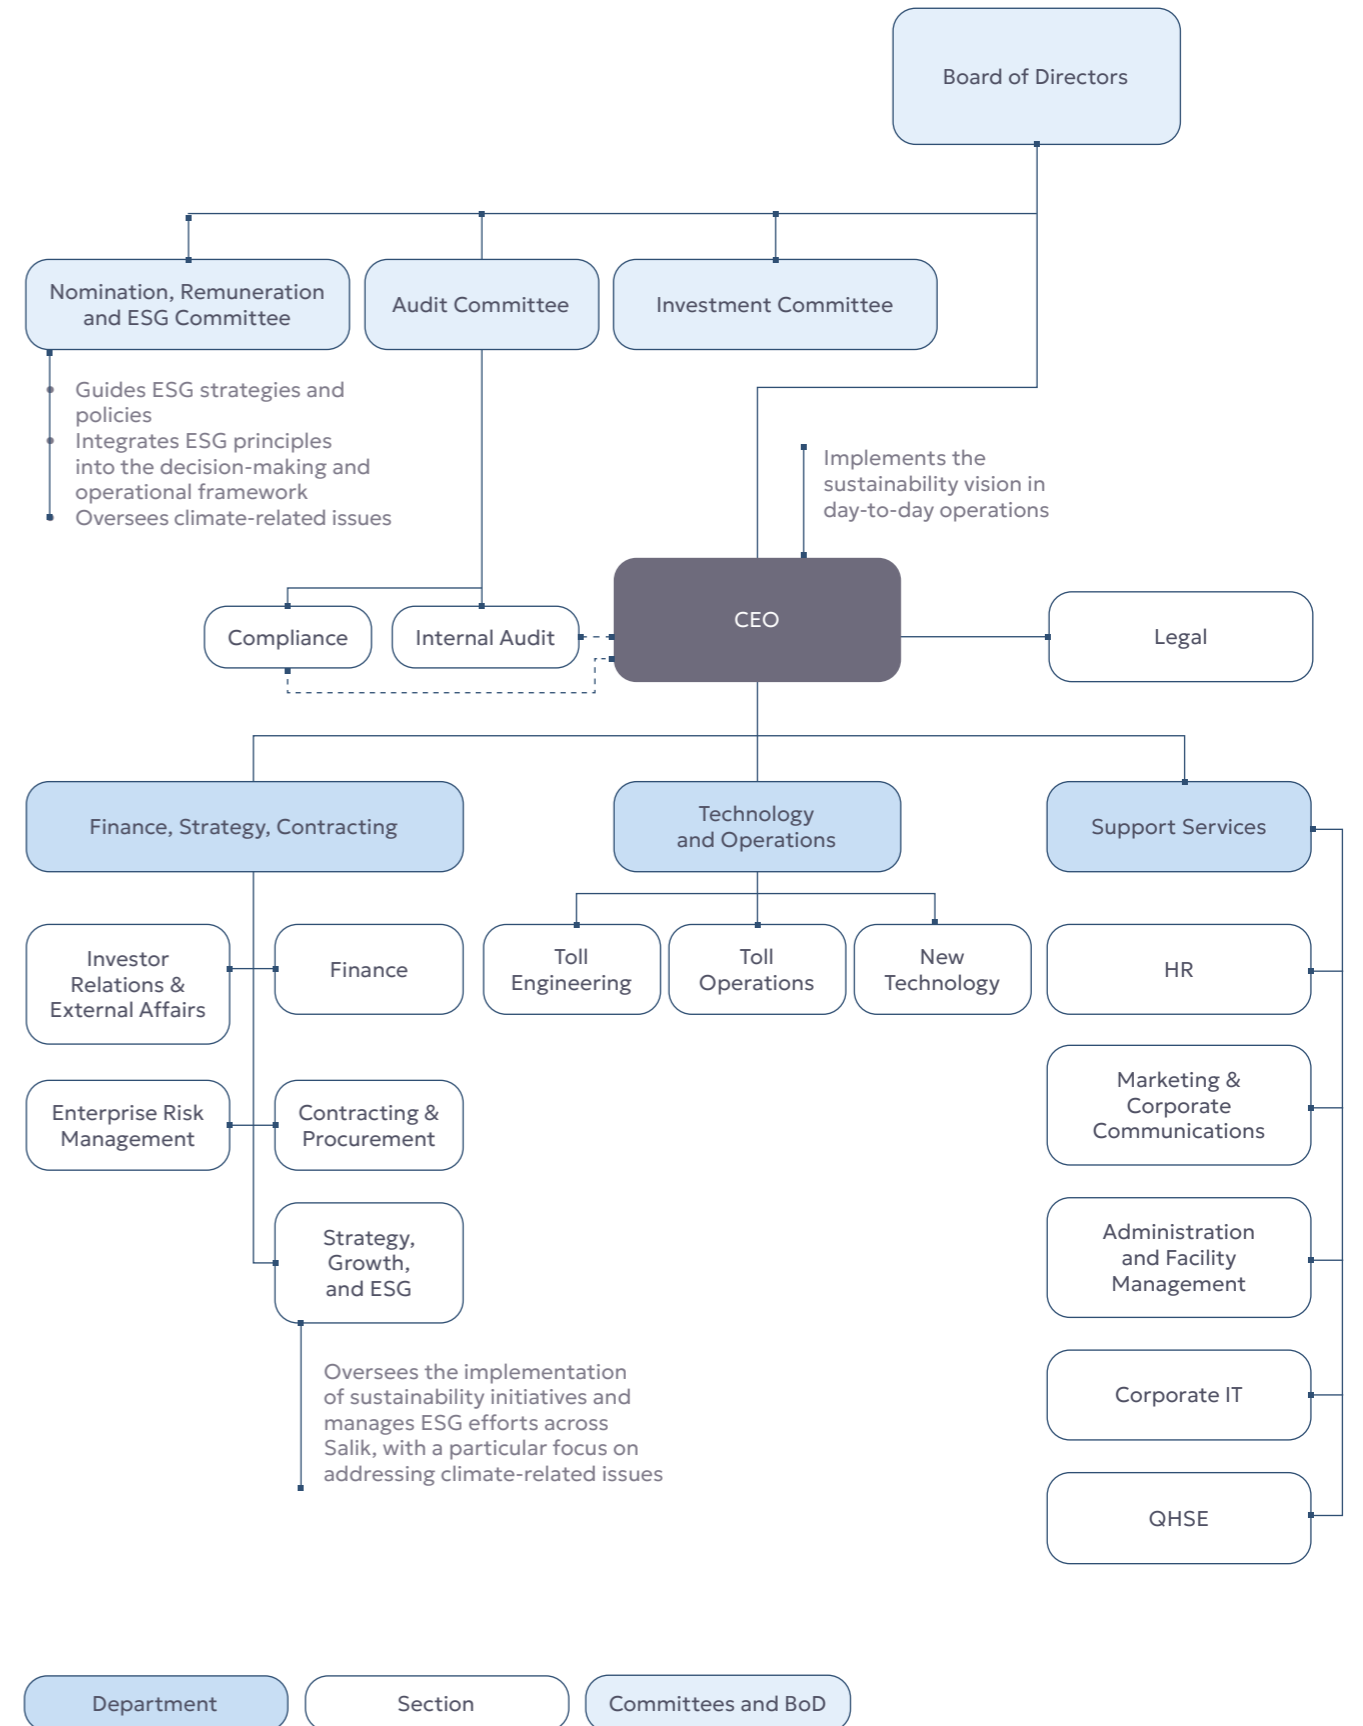 Board of Directors
Nomination, Remuneration
and ESG Committee
Audit Committee
Investment Committee
• Guides ESG strategies and
policies
• Integrates ESG principles
into the decision-making and
operational framework
• Oversees climate-related issues
Implements the
sustainability vision in
day-to-day operations
Compliance
Internal Audit
CEO
Legal
Finance, Strategy, Contracting
Technology
and Operations
Support Services
Investor
Relations &
External Affairs
Finance
Toll
Engineering
Toll
Operations
New
Technology
HR
Enterprise Risk
Management
Contracting &
Procurement
Marketing &
Corporate
Communications
Strategy,
Growth,
and ESG
Administration
and Facility
Management
Oversees the implementation
of sustainability initiatives and
manages ESG efforts across
Salik, with a particular focus on
addressing climate-related issues
Corporate IT
QHSE
Department
Section
Committees and BoD